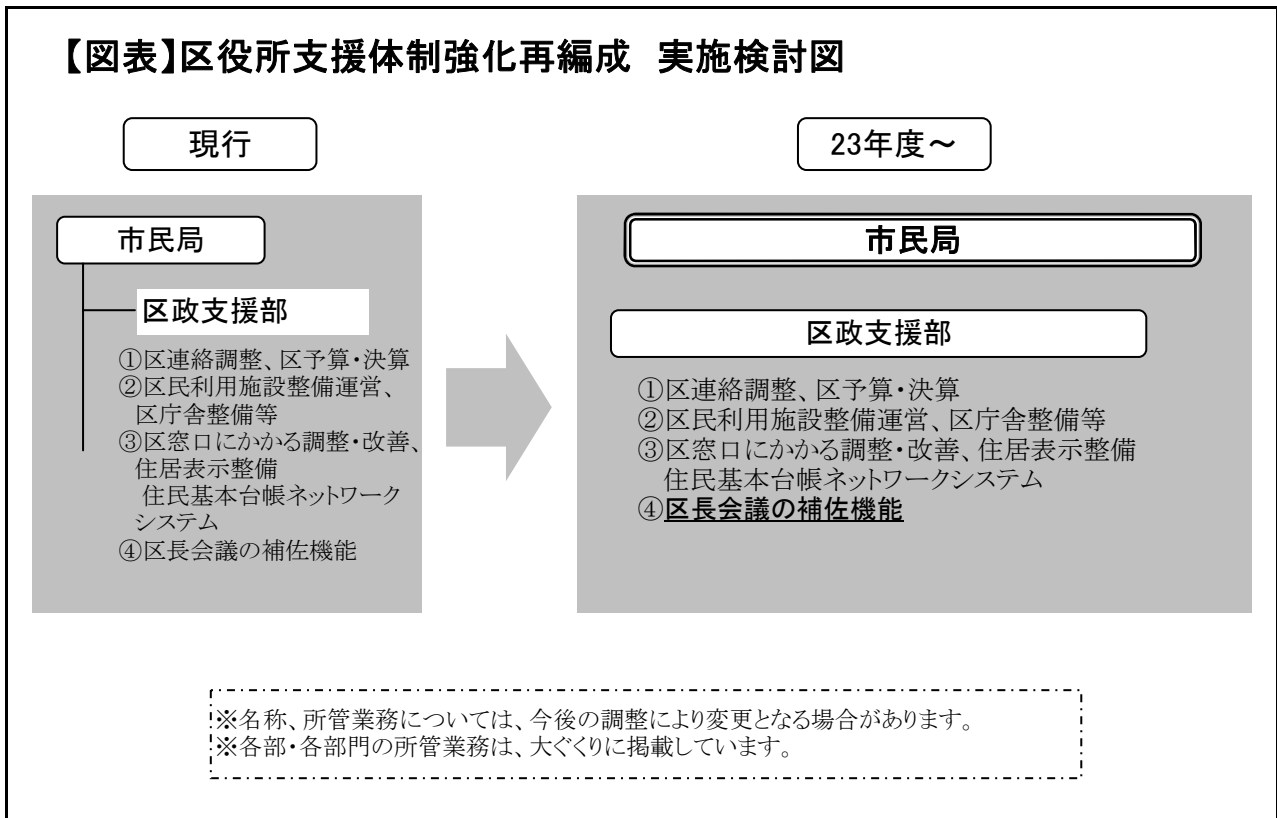 【図表】区役所支援体制強化再編成　実施検討図
現行
市民局
区政支援部
①区連絡調整、区予算・決算
②区民利用施設整備運営、
区庁舎整備等
③区窓口にかかる調整・改善、
住居表示整備
住民基本台帳ネットワーク
システム
④区長会議の補佐機能
23年度～
市民局
区政支援部
①区連絡調整、区予算・決算
②区民利用施設整備運営、区庁舎整備等
③区窓口にかかる調整・改善、住居表示整備
住民基本台帳ネットワークシステム
④区長会議の補佐機能
※名称、所管業務については、今後の調整により変更となる場合があります。
※各部・各部門の所管業務は、大ぐくりに掲載しています。